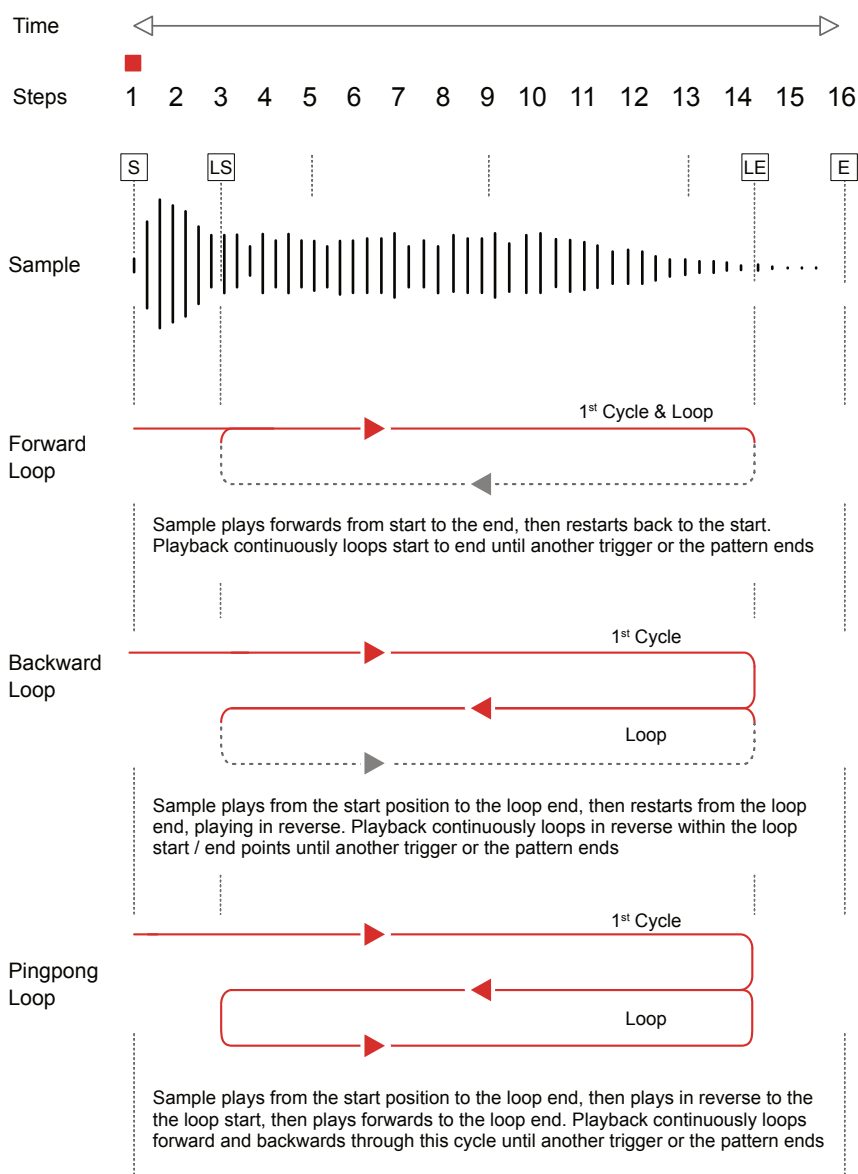 Time
Steps 1 2 3 4 5 6 7 8 9 10 11 12 13 14 15 16
S LS LE E
Sample
1st Cycle & Loop
Forward
Loop
Sample plays forwards from start to the end, then restarts back to the start.
Playback continuously loops start to end until another trigger or the pattern ends
1st Cycle
Backward
Loop
Loop
Sample plays from the start position to the loop end, then restarts from the loop
end, playing in reverse. Playback continuously loops in reverse within the loop
start / end points until another trigger or the pattern ends
1st Cycle
Pingpong
Loop
Loop
Sample plays from the start position to the loop end, then plays in reverse to the
the loop start, then plays forwards to the loop end. Playback continuously loops
forward and backwards through this cycle until another trigger or the pattern ends